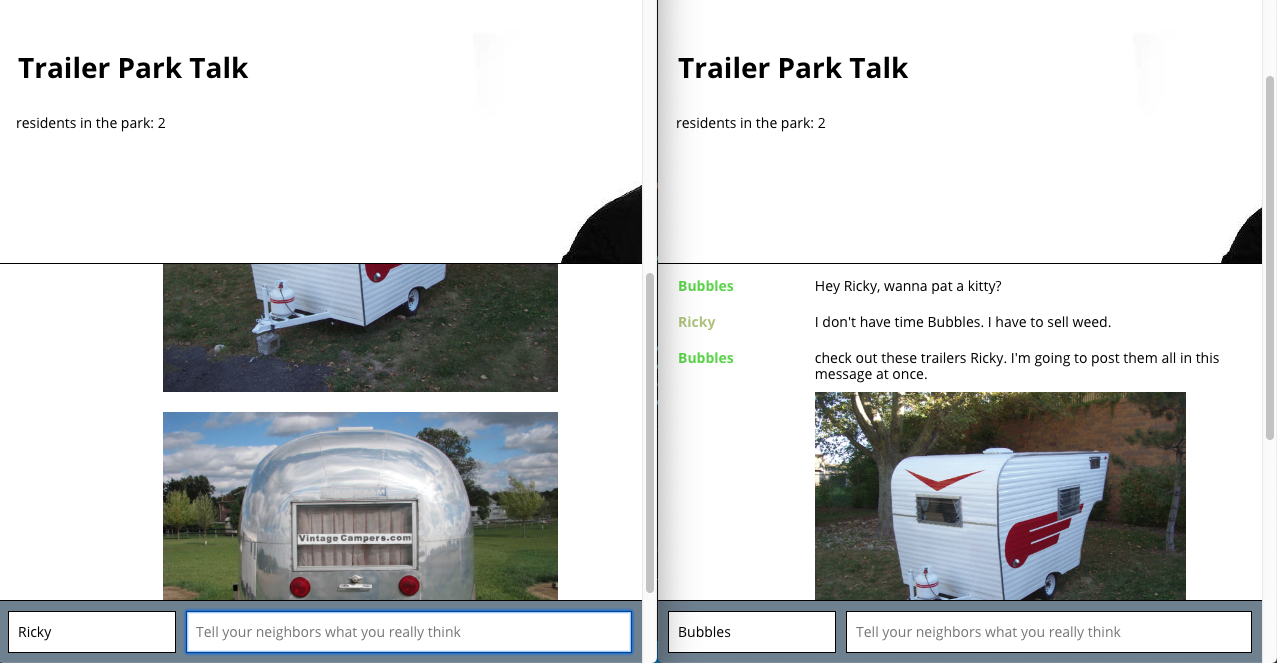 Trailer Park Talk
residents in the park: 2
VintageCampers.com
Ricky
Tell your neighbors what you really think
Trailer Park Talk
residents in the park: 2
Bubbles
Hey Ricky, wanna pat a kitty?
Ricky
I don't have time Bubbles. I have to sell weed.
Bubbles
check out these trailers Ricky. I'm going to post them all in this
message at once.
Bubbles
Tell your neighbors what you really think